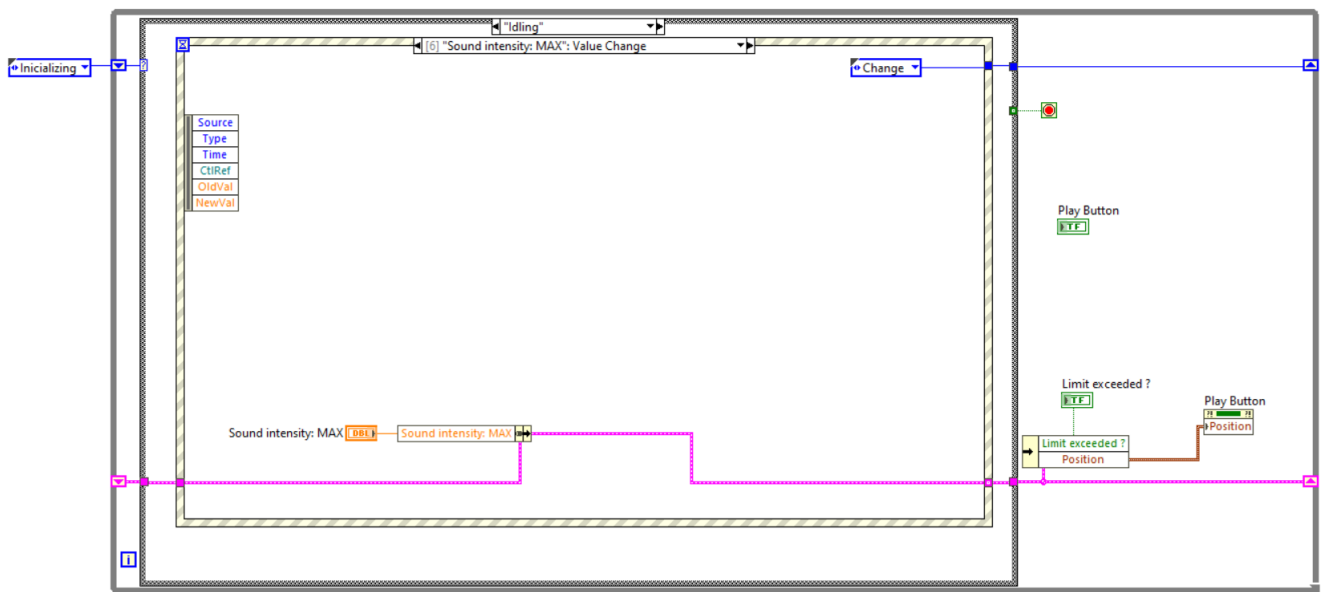 "Idling"
[6] "Sound intensity: MAX": Value Change
Inicializing
?
Change
Source
Type
Time
CtlRef
OldVal
NewVal
Play Button
TF
Limit exceeded ?
TF
Play Button
Position
Sound intensity: MAX
DBL
Sound intensity: MAX
Limit exceeded ?
Position
i